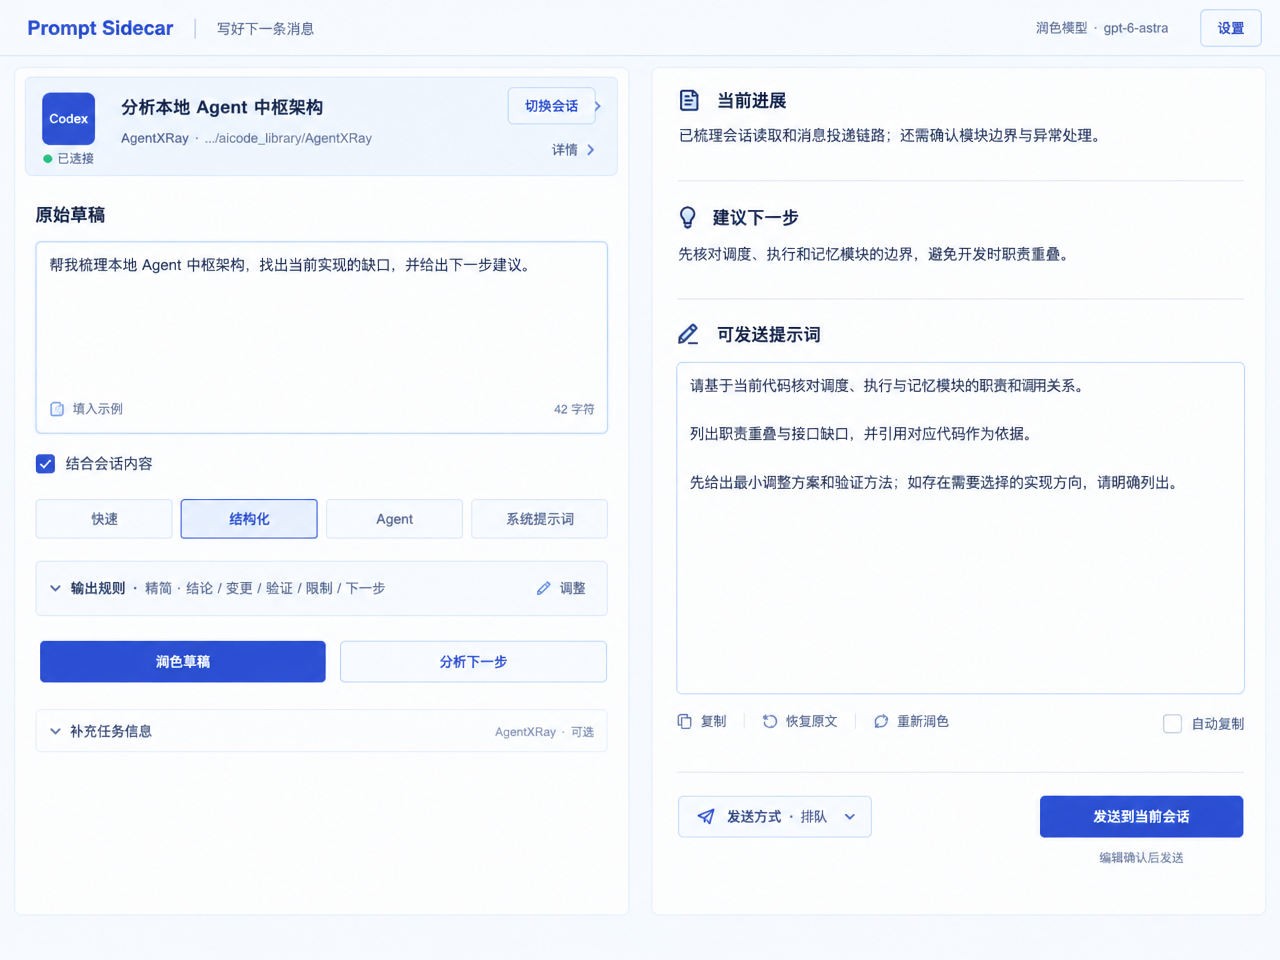 Prompt Sidecar
写好下一条消息
润色模型 · gpt-6-astra
设置
Codex
已连接
分析本地 Agent 中枢架构
AgentXRay · .../aicode_library/AgentXRay
切换会话
详情
原始草稿
帮我梳理本地 Agent 中枢架构，找出当前实现的缺口，并给出下一步建议。
填入示例
42 字符
结合会话内容
快速
结构化
Agent
系统提示词
输出规则 · 精简 · 结论 / 变更 / 验证 / 限制 / 下一步
调整
润色草稿
分析下一步
补充任务信息
AgentXRay · 可选
当前进展
已梳理会话读取和消息投递链路；还需确认模块边界与异常处理。
建议下一步
先核对调度、执行和记忆模块的边界，避免开发时职责重叠。
可发送提示词
请基于当前代码核对调度、执行与记忆模块的职责和调用关系。
列出职责重叠与接口缺口，并引用对应代码作为依据。
先给出最小调整方案和验证方法；如存在需要选择的实现方向，请明确列出。
复制
恢复原文
重新润色
自动复制
发送方式 · 排队
发送到当前会话
编辑确认后发送